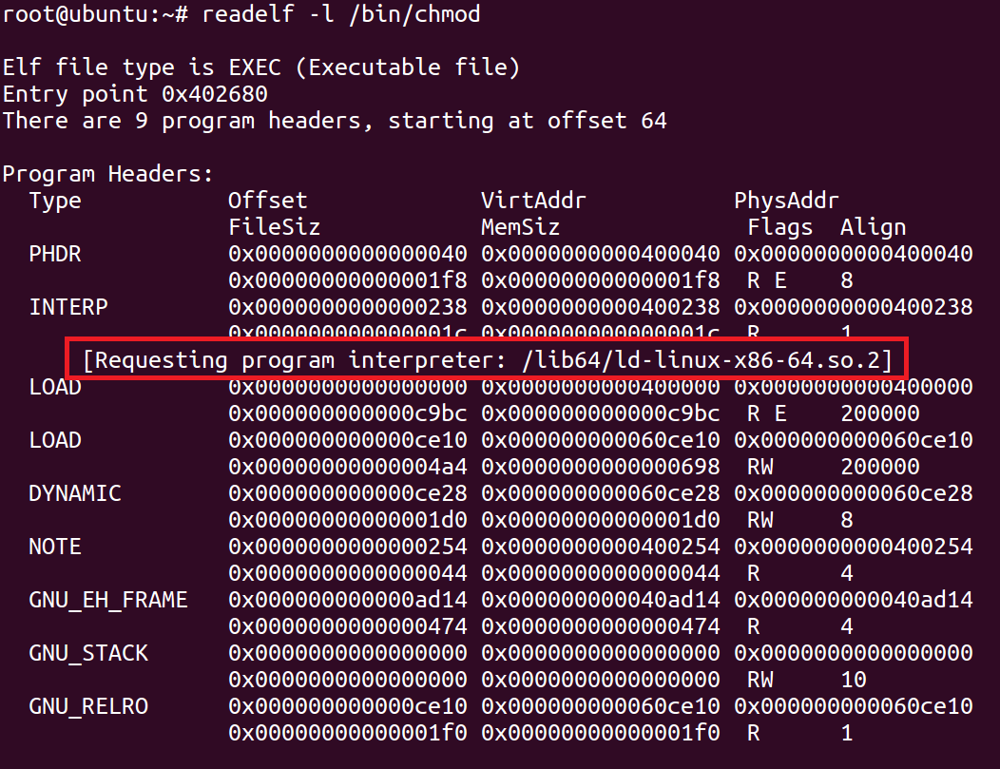 root@ubuntu:~# readelf -l /bin/chmod
Elf file type is EXEC (Executable file)
Entry point 0x402680
There are 9 program headers, starting at offset 64
Program Headers:
Type Offset VirtAddr PhysAddr
FileSiz MemSiz Flags Align
PHDR 0x0000000000000040 0x0000000000400040 0x0000000000400040
0x00000000000001f8 0x00000000000001f8 R E 8
INTERP 0x0000000000000238 0x0000000000400238 0x0000000000400238
0x000000000000001c 0x000000000000001c R 1
[Requesting program interpreter: /lib64/ld-linux-x86-64.so.2]
LOAD 0x0000000000000000 0x0000000000400000 0x0000000000400000
0x000000000000c9bc 0x000000000000c9bc R E 200000
LOAD 0x000000000000ce10 0x000000000060ce10 0x000000000060ce10
0x00000000000004a4 0x0000000000000698 RW 200000
DYNAMIC 0x000000000000ce28 0x000000000060ce28 0x000000000060ce28
0x00000000000001d0 0x00000000000001d0 RW 8
NOTE 0x0000000000000254 0x0000000000400254 0x0000000000400254
0x0000000000000044 0x0000000000000044 R 4
GNU_EH_FRAME 0x000000000000ad14 0x000000000040ad14 0x000000000040ad14
0x0000000000000474 0x0000000000000474 R 4
GNU_STACK 0x0000000000000000 0x0000000000000000 0x0000000000000000
0x0000000000000000 0x0000000000000000 RW 10
GNU_RELRO 0x000000000000ce10 0x000000000060ce10 0x000000000060ce10
0x00000000000001f0 0x00000000000001f0 R 1